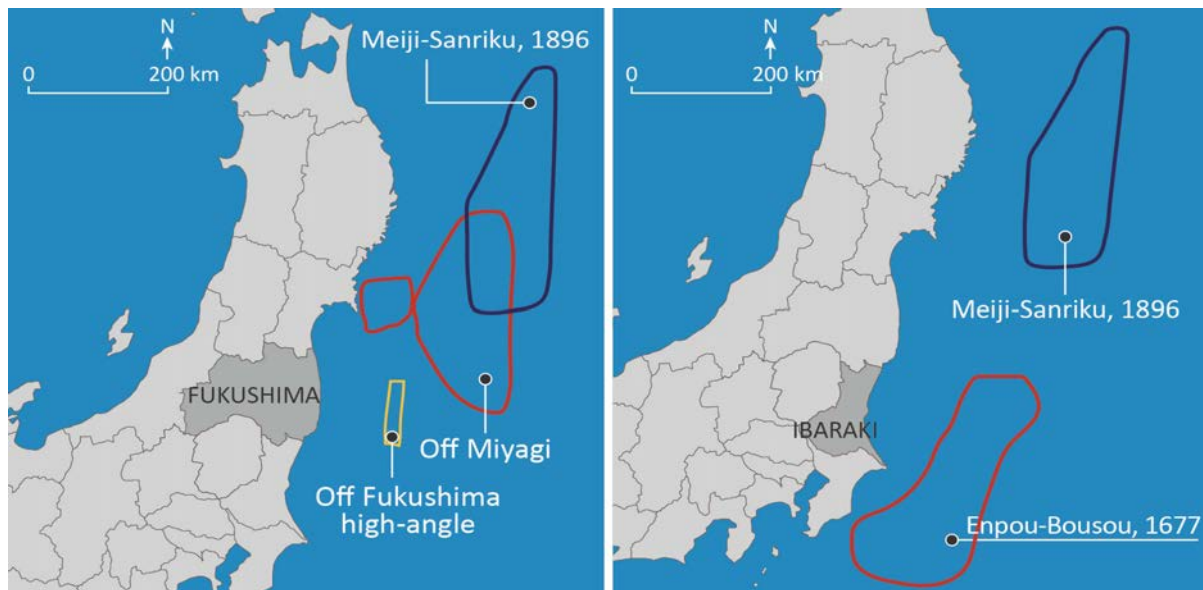 N
0
200 km
Meiji-Sanriku, 1896
FUKUSHIMA
Off Miyagi
Off Fukushima
high-angle
N
0
200 km
Meiji-Sanriku, 1896
IBARAKI
Enpou-Bousou, 1677